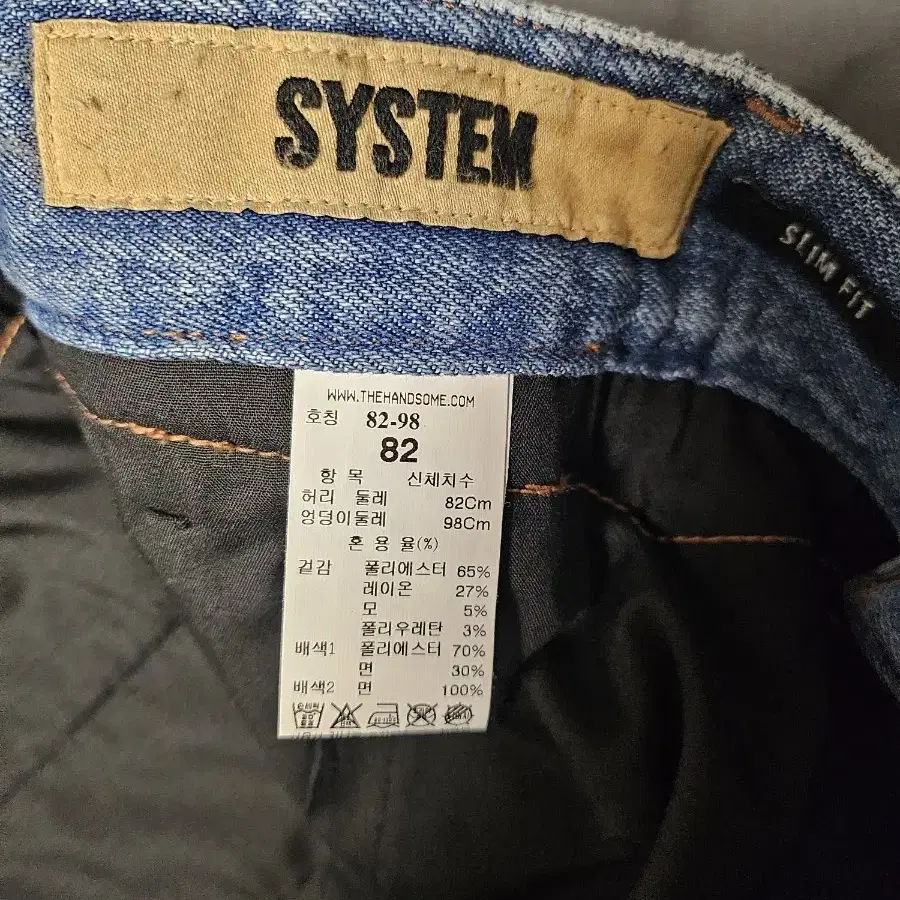 SYSTEM
SLIM FIT
WWW.THEHANDSOME.COM
호칭 82-98
82
항 목 신체치수
허리 둘레 82Cm
엉덩이둘레 98Cm
혼 용 율(%)
겉감 폴리에스터 65%
레이온 27%
모 5%
폴리우레탄 3%
배색1 폴리에스터 70%
면 30%
배색2 면 100%